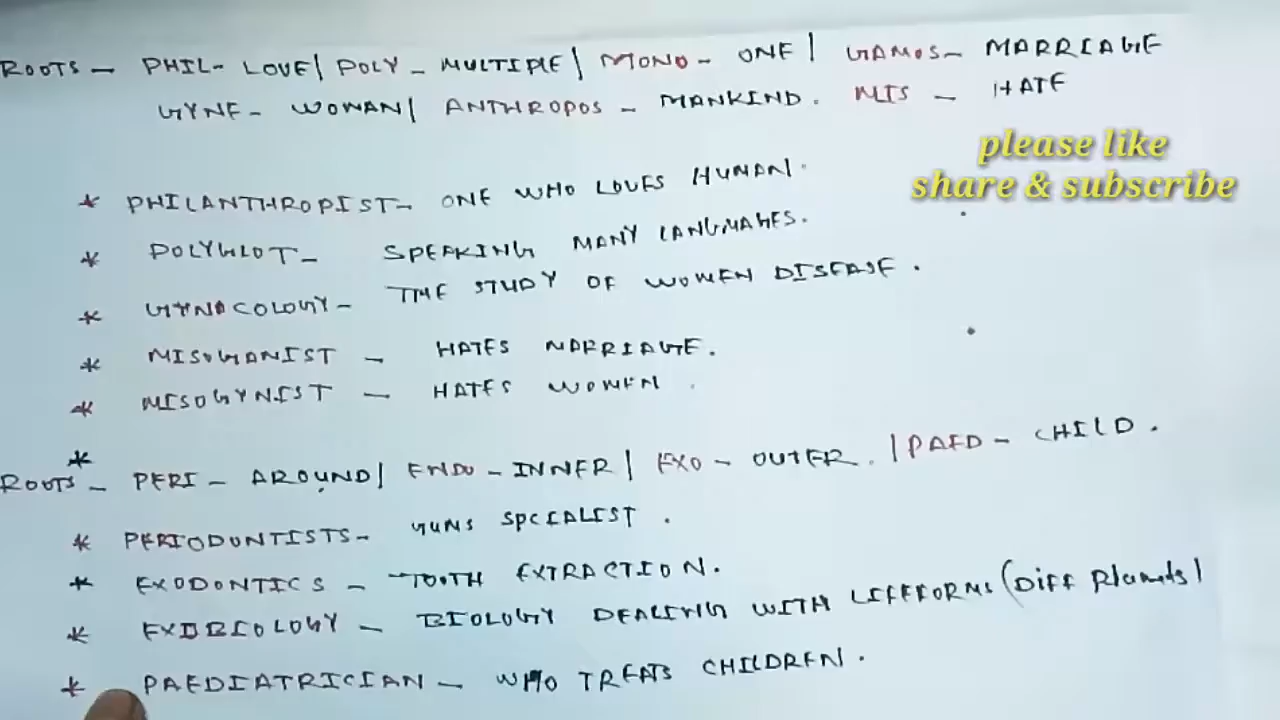 ROOTS - PHIL- LOVE| POLY - MULTIPLE| MONO - ONE| GAMOS- MARRIAGE
GYNE- WOMAN| ANTHROPOS - MANKIND. MIS - HATE
please like
share & subscribe
* PHILANTHROPIST- ONE WHO LOVES HUMAN.
* POLYGLOT- SPEAKING MANY LANGUAGES.
* GYNOCOLOGY- THE STUDY OF WOMEN DISEASE.
* MISOGAMIST - HATES MARRIAGE.
* MISOGYNIST - HATES WOMEN.
*
ROOTS - PERI - AROUND| ENDO - INNER| EXO - OUTER. |PAED - CHILD.
* PERIODONTISTS- GUMS SPCIALIST.
* EXODONTICS - TOOTH EXTRACTION.
* EXOBIOLOGY - BIOLOGY DEALING WITH LIFEFORMS (DIFF Planets)
* PAEDIATRICIAN - WHO TREATS CHILDREN.